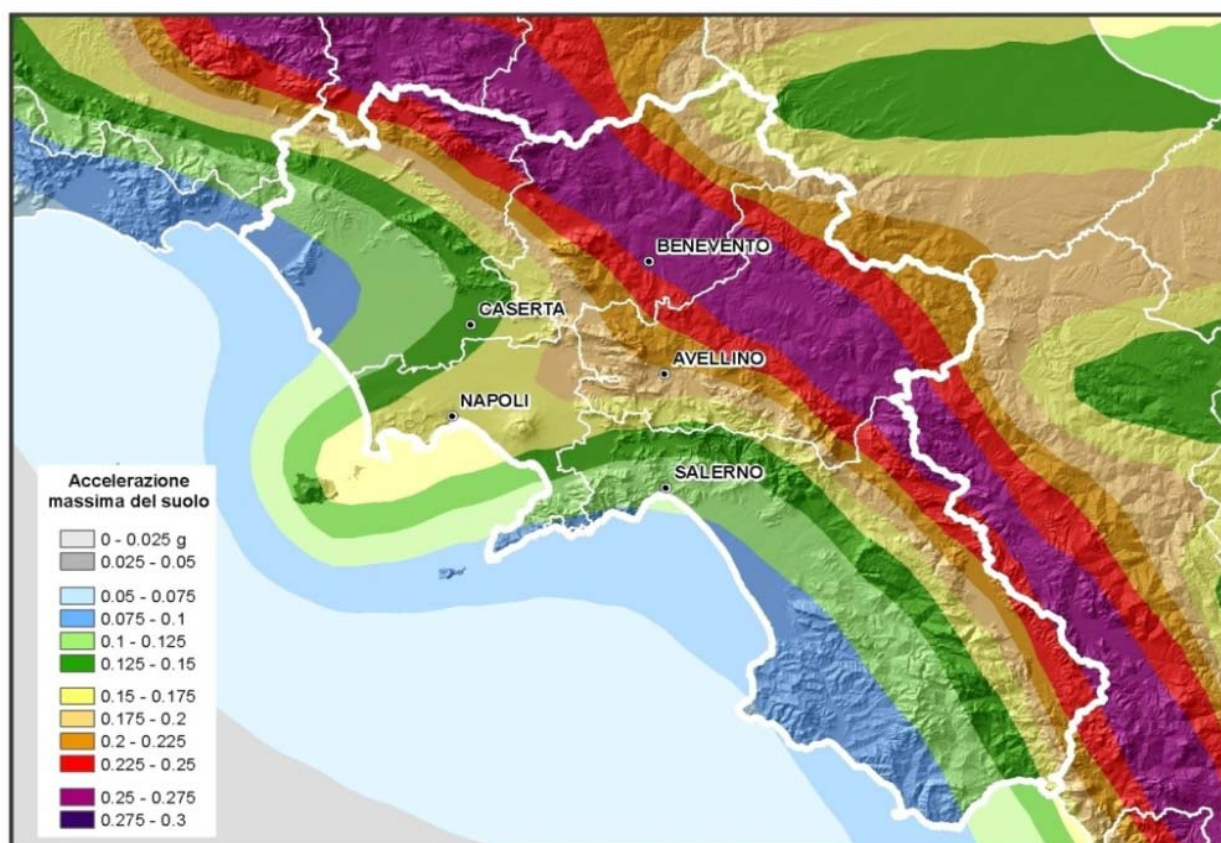 BENEVENTO
CASERTA
AVELLINO
NAPOLI
SALERNO
Accelerazione
massima del suolo
0 - 0.025 g
0.025 - 0.05
0.05 - 0.075
0.075 - 0.1
0.1 - 0.125
0.125 - 0.15
0.15 - 0.175
0.175 - 0.2
0.2 - 0.225
0.225 - 0.25
0.25 - 0.275
0.275 - 0.3